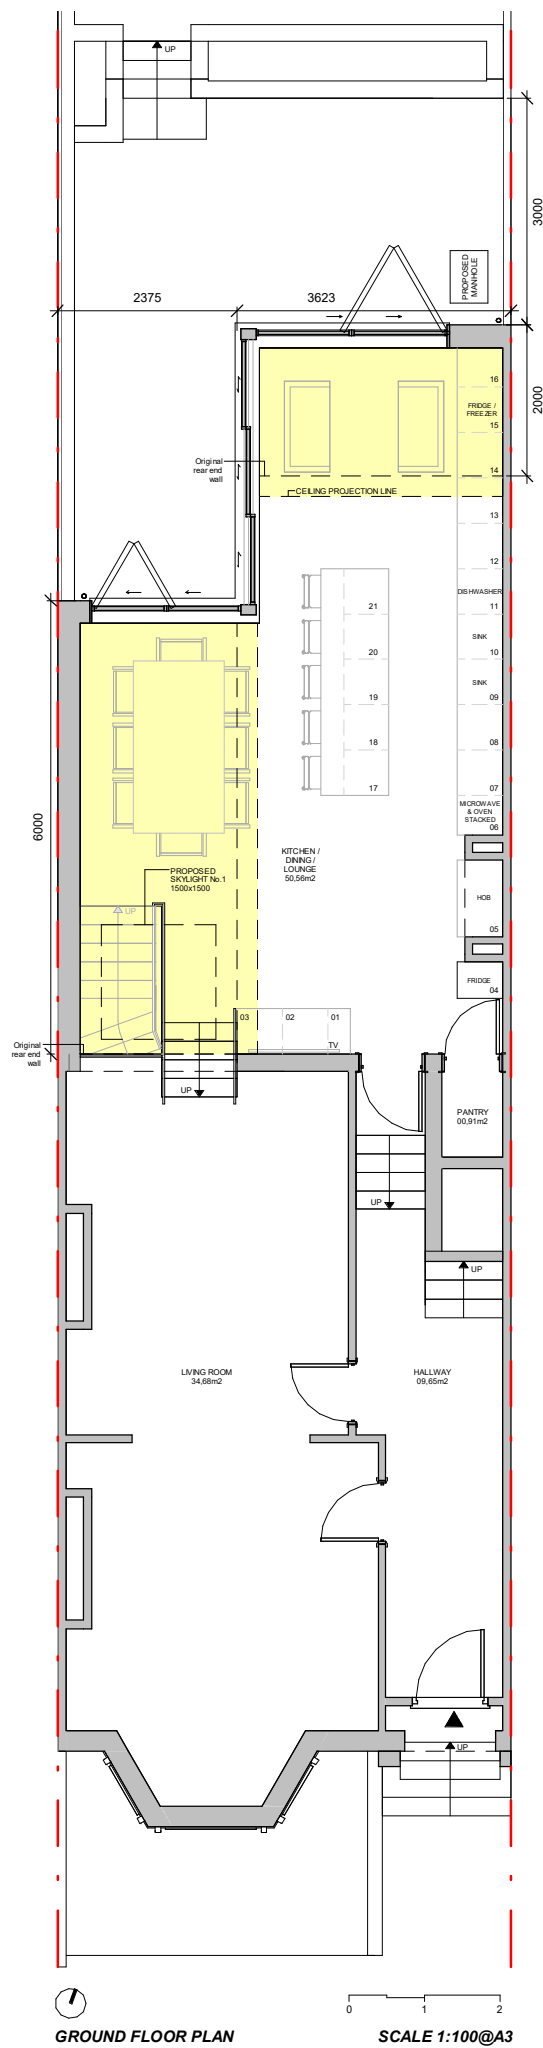 UP
3000
PROPOSED
MANHOLE
2375
3623
2000
16
FRIDGE /
FREEZER
15
Original
rear end
wall
14
CEILING PROJECTION LINE
13
12
DISHWASHER
11
21
SINK
10
20
SINK
19
09
18
08
17
07
MICROWAVE
& OVEN
STACKED
06
6000
KITCHEN /
DINING /
LOUNGE
50,56m2
PROPOSED
SKYLIGHT No.1
1500x1500
HOB
UP
05
FRIDGE
04
03
02
01
TV
Original
rear end
wall
UP
PANTRY
00,91m2
UP
UP
LIVING ROOM
34,68m2
HALLWAY
09,65m2
UP
0
1
2
GROUND FLOOR PLAN
SCALE 1:100@A3